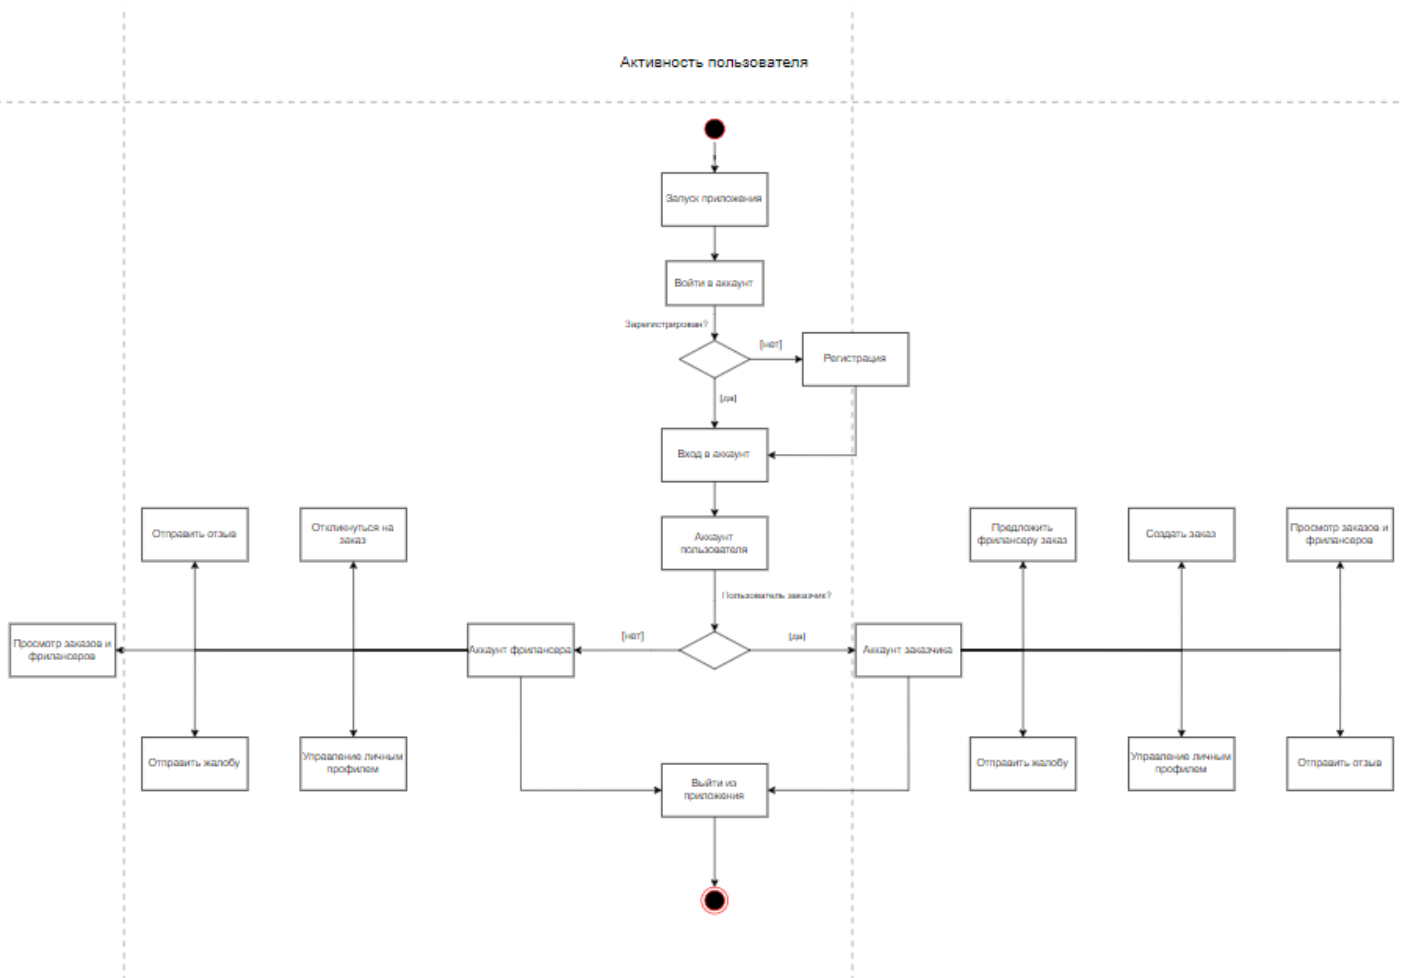 Активность пользователя
Запуск приложения
Войти в аккаунт
Зарегистрирован?
[нет]
Регистрация
[да]
Вход в аккаунт
Отправить отзыв
Откликнуться на
заказ
Аккаунт
пользователя
Предложить
фрилансеру заказ
Создать заказ
Просмотр заказов и
фрилансеров
Пользователь заказчик?
Просмотр заказов и
фрилансеров
Аккаунт фрилансера
[нет]
[да]
Аккаунт заказчика
Отправить жалобу
Управление личным
профилем
Выйти из
приложения
Отправить жалобу
Управление личным
профилем
Отправить отзыв